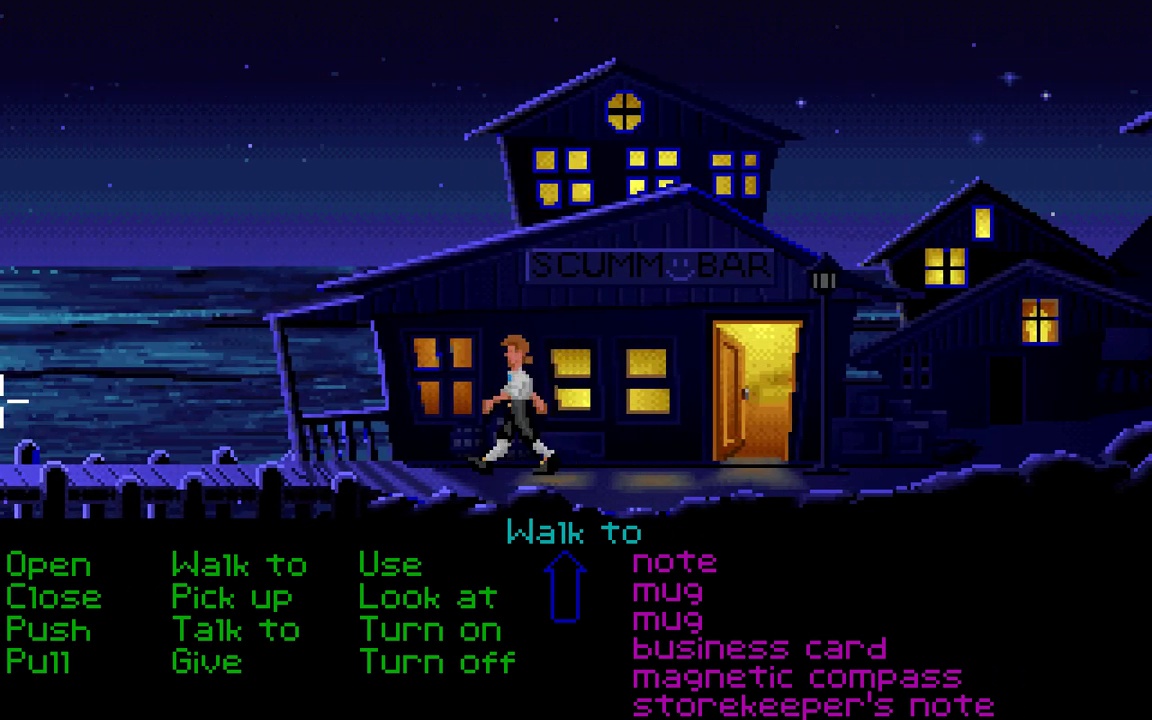 SCUMM BAR
Walk to
Open Walk to Use
Close Pick up Look at
Push Talk to Turn on
Pull Give Turn off
note
mug
mug
business card
magnetic compass
storekeeper's note